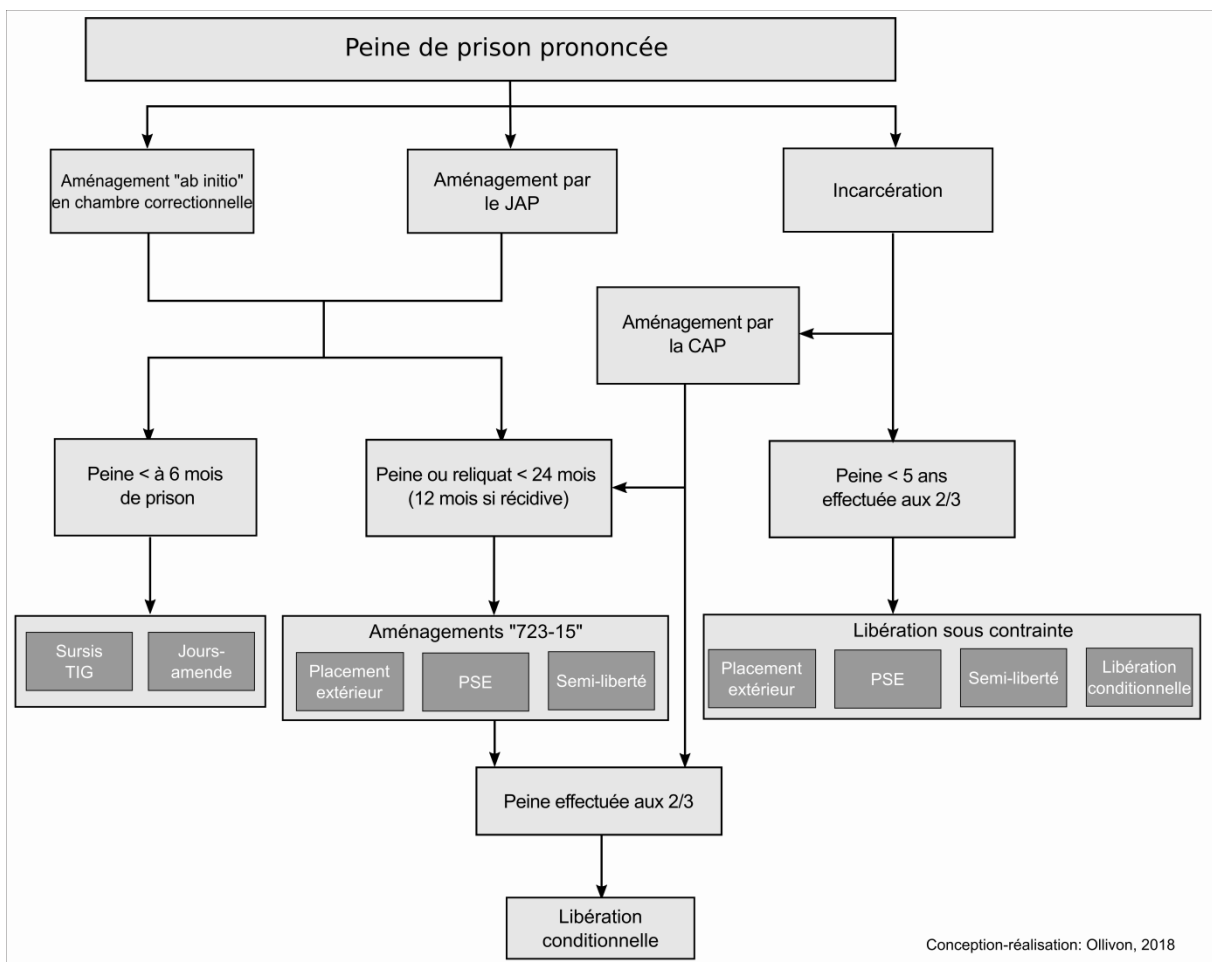 Peine de prison prononcée
Aménagement "ab initio"
en chambre correctionnelle
Aménagement par
le JAP
Incarcération
Aménagement par
la CAP
Peine < à 6 mois
de prison
Peine ou reliquat < 24 mois
(12 mois si récidive)
Peine < 5 ans
effectuée aux 2/3
Sursis
TIG
Jours-
amende
Aménagements "723-15"
Placement
extérieur
PSE
Semi-liberté
Libération sous contrainte
Placement
extérieur
PSE
Semi-liberté
Libération
conditionnelle
Peine effectuée aux 2/3
Libération
conditionnelle
Conception-réalisation: Ollivon, 2018